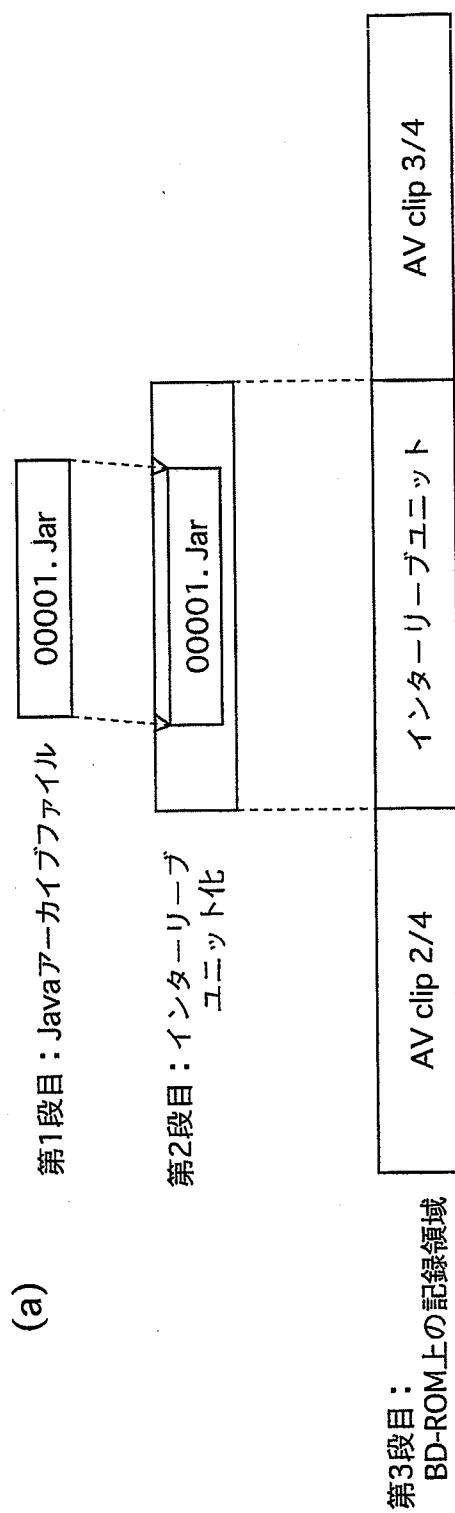 (a)
第1段目：Javaアーカイブファイル
00001. Jar
第2段目：インターリーブ
ユニット化
00001. Jar
第3段目：
BD-ROM上の記録領域
AV clip 2/4
インターリーブユニット
AV clip 3/4